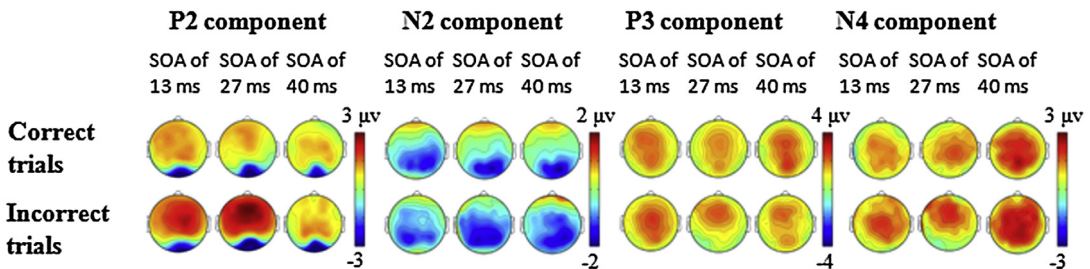 P2 component N2 component P3 component N4 component
SOA of SOA of SOA of SOA of SOA of SOA of SOA of SOA of SOA of SOA of SOA of SOA of
13 ms 27 ms 40 ms 13 ms 27 ms 40 ms 13 ms 27 ms 40 ms 13 ms 27 ms 40 ms
3 μv 2 μv 4 μv 3 μv
Correct
trials
Incorrect
trials
-3 -2 -4 -3